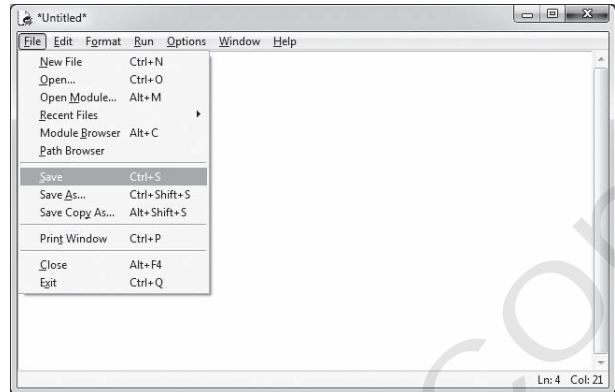 *Untitled*
File Edit Format Run Options Window Help
New File Ctrl+N
Open... Ctrl+O
Open Module... Alt+M
Recent Files
Module Browser Alt+C
Path Browser
Save Ctrl+S
Save As... Ctrl+Shift+S
Save Copy As... Alt+Shift+S
Print Window Ctrl+P
Close Alt+F4
Exit Ctrl+Q
Ln: 4 Col: 21